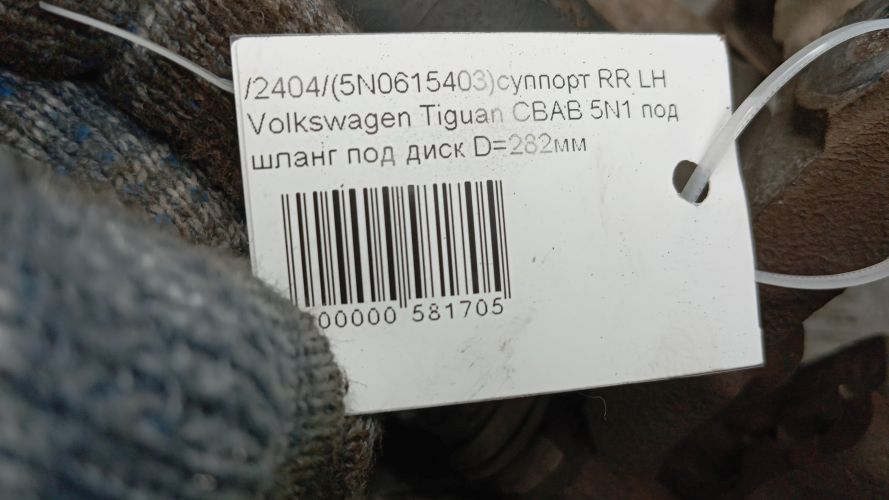 /2404/(5N0615403)суппорт RR LH
Volkswagen Tiguan CBAB 5N1 под
шланг под диск D=282мм
00000 581705